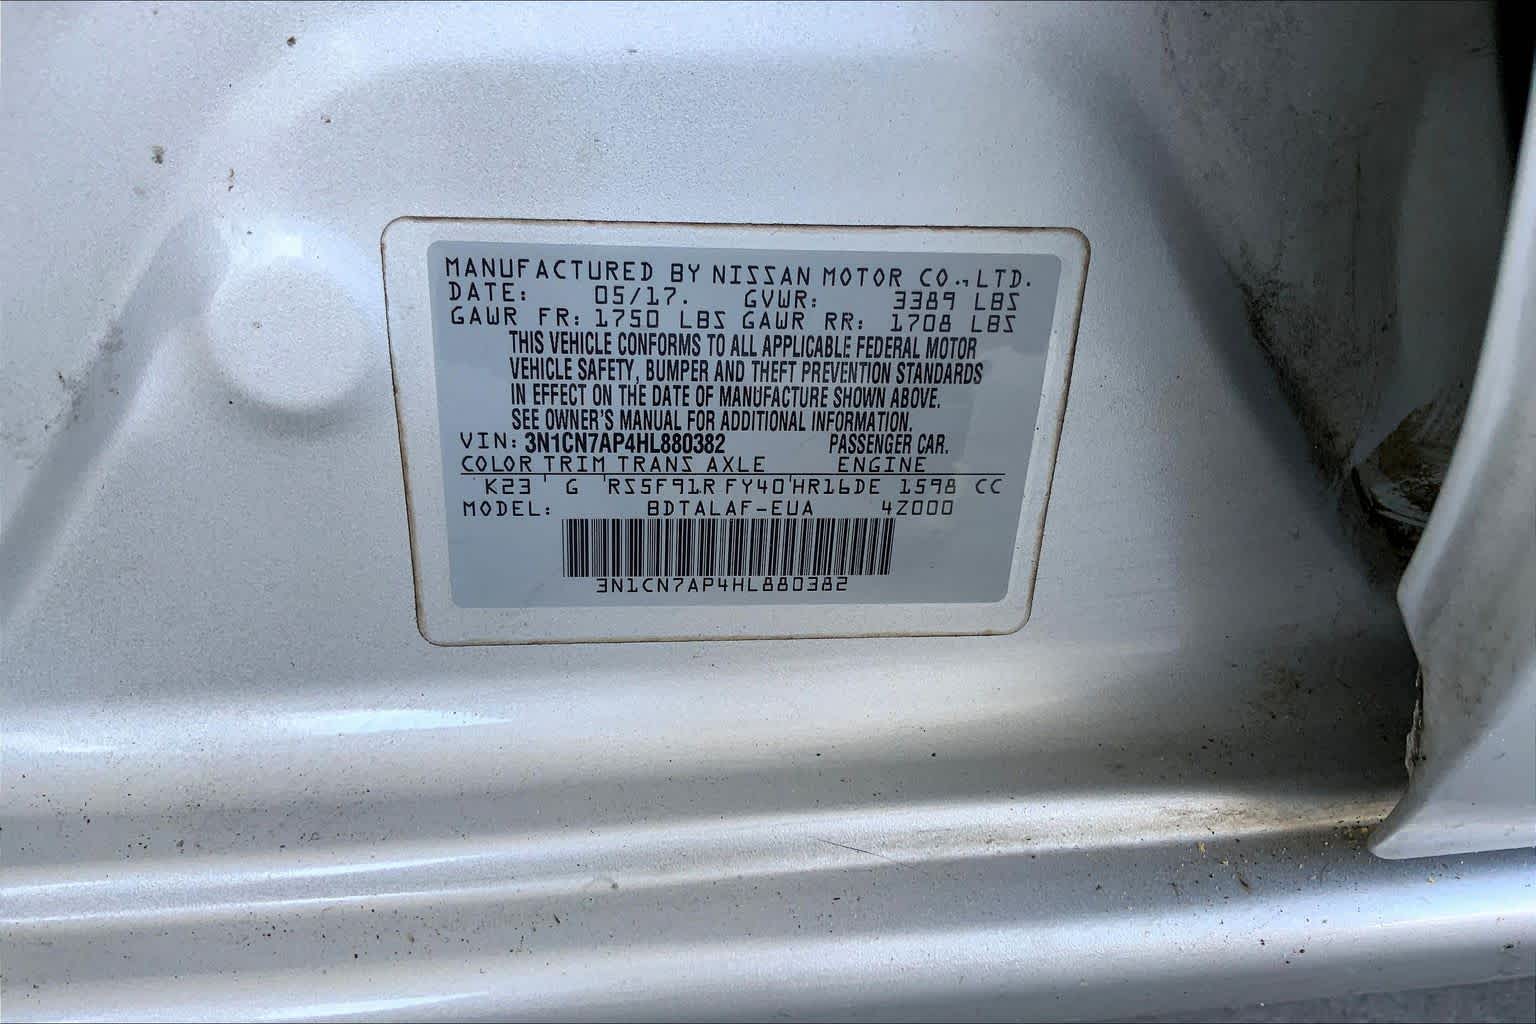 MANUFACTURED BY NISSAN MOTOR CO.,LTD.
DATE: 05/17. GVWR: 3389 LBS
GAWR FR: 1750 LBS GAWR RR: 1708 LBS
THIS VEHICLE CONFORMS TO ALL APPLICABLE FEDERAL MOTOR
VEHICLE SAFETY, BUMPER AND THEFT PREVENTION STANDARDS
IN EFFECT ON THE DATE OF MANUFACTURE SHOWN ABOVE.
SEE OWNER'S MANUAL FOR ADDITIONAL INFORMATION.
VIN: 3N1CN7AP4HL880382 PASSENGER CAR.
COLOR TRIM TRANS AXLE ENGINE
K23 ' G 'RS5F91R FY40'HR16DE 1598 CC
MODEL: BDTALAF-EUA 4Z000
3N1CN7AP4HL880382